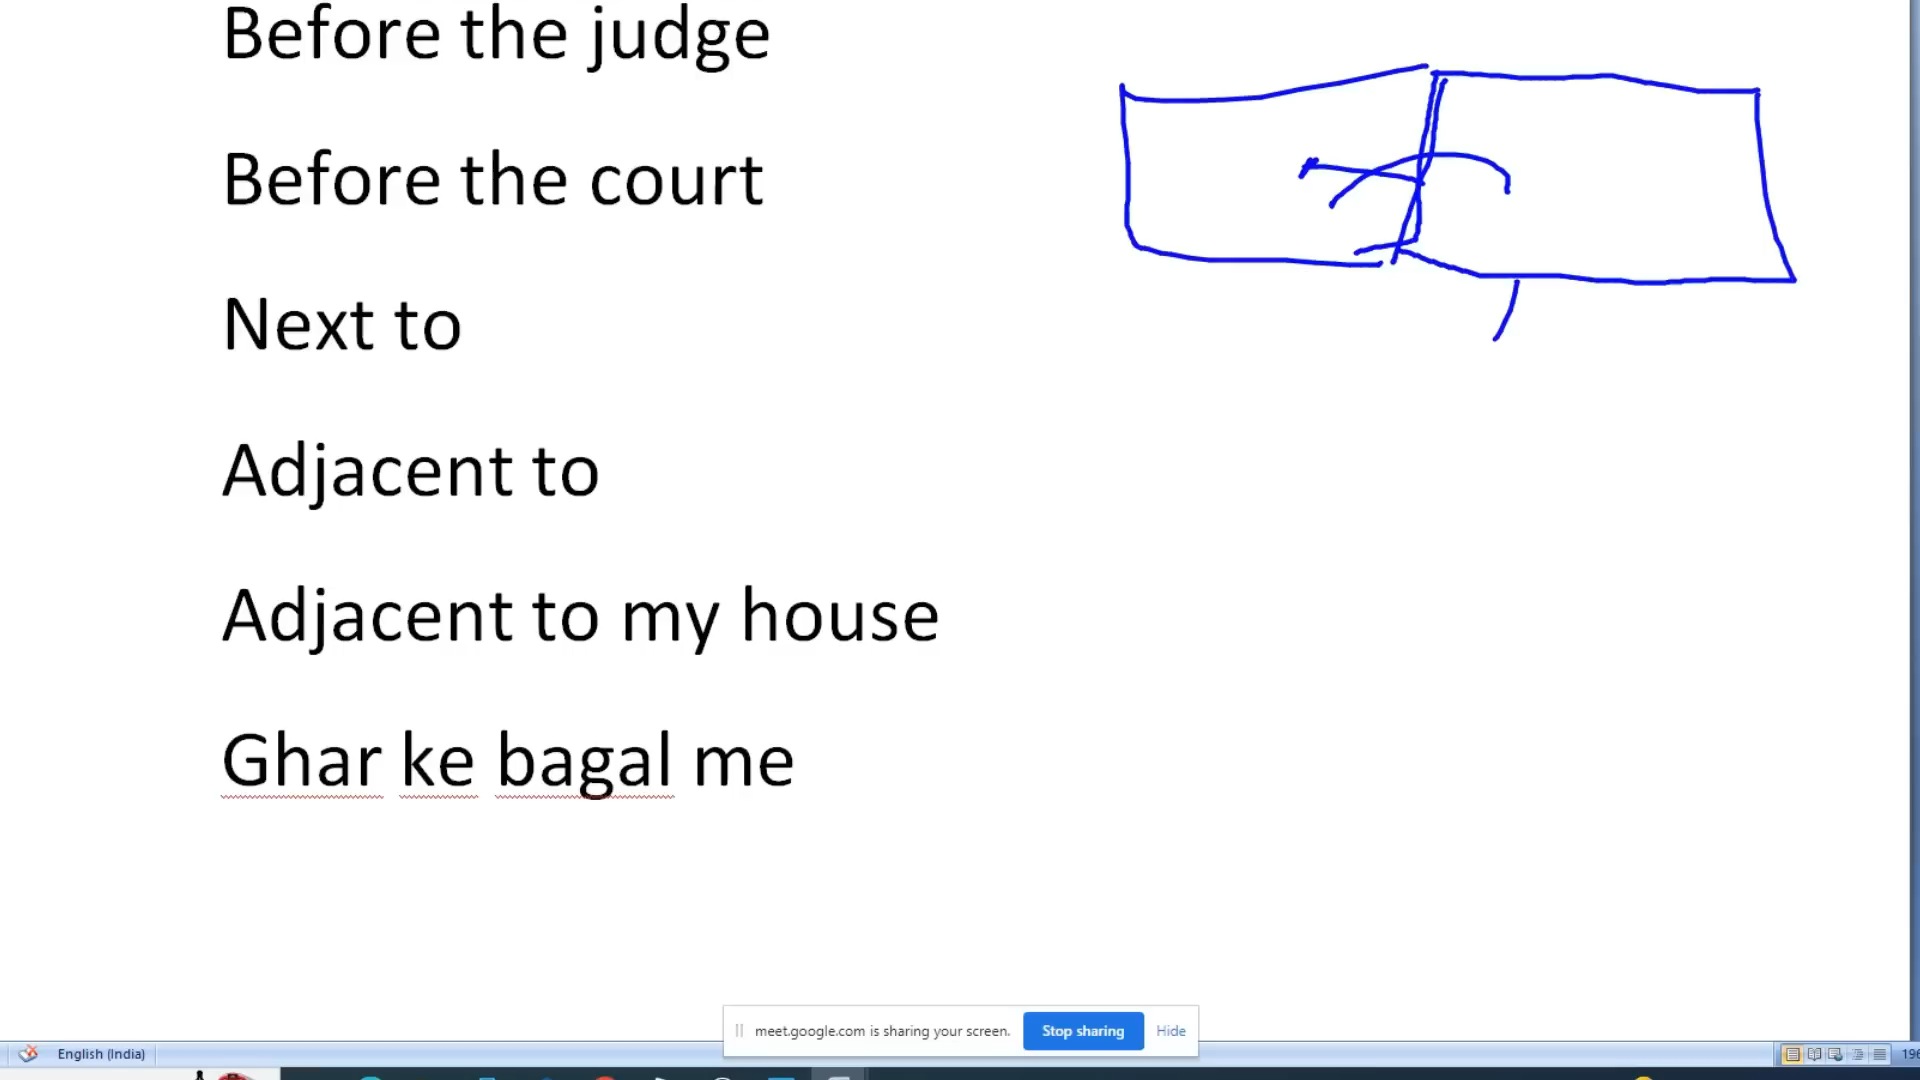 Before the judge
Before the court
Next to
Adjacent to
Adjacent to my house
Ghar ke bagal me
meet.google.com is sharing your screen. Stop sharing Hide
English (India)
196